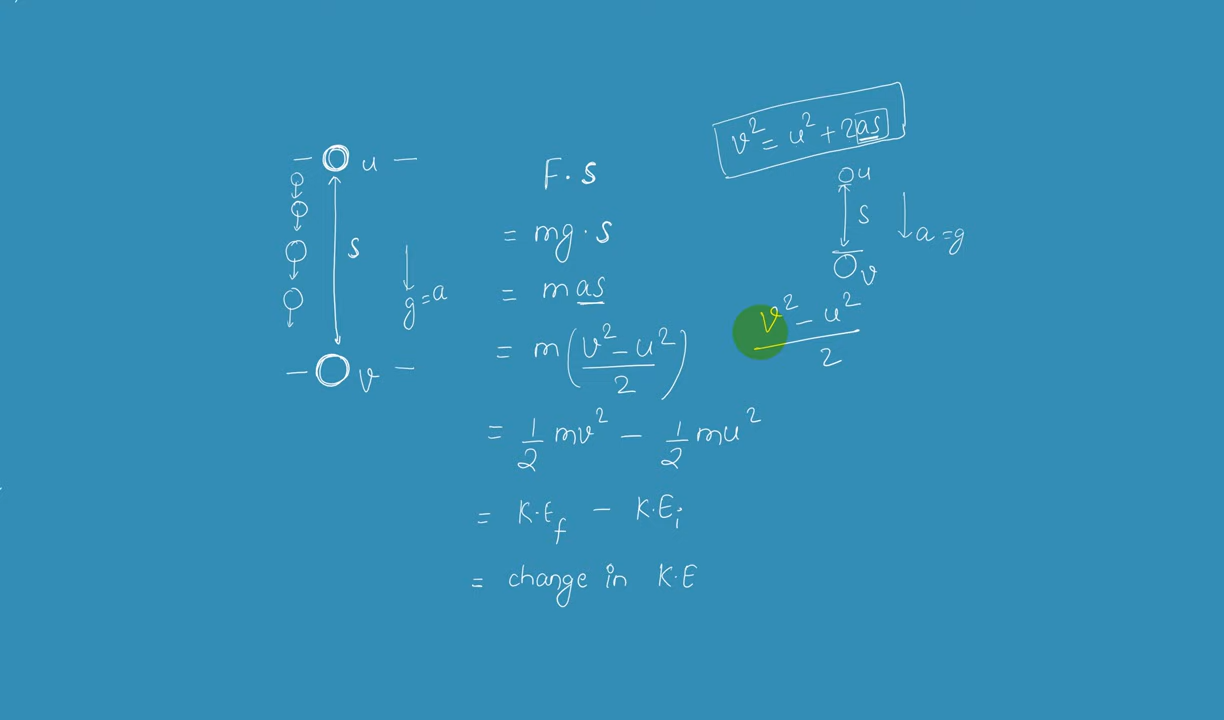 v² = u² + 2as
u
F · s
u
s
a = g
v
s
g = a
v
= mg · s
= mas
= m(v² - u²/2)
v² - u²/2
= 1/2 mv² - 1/2 mu²
= K.E_f - K.E_i
= change in K.E